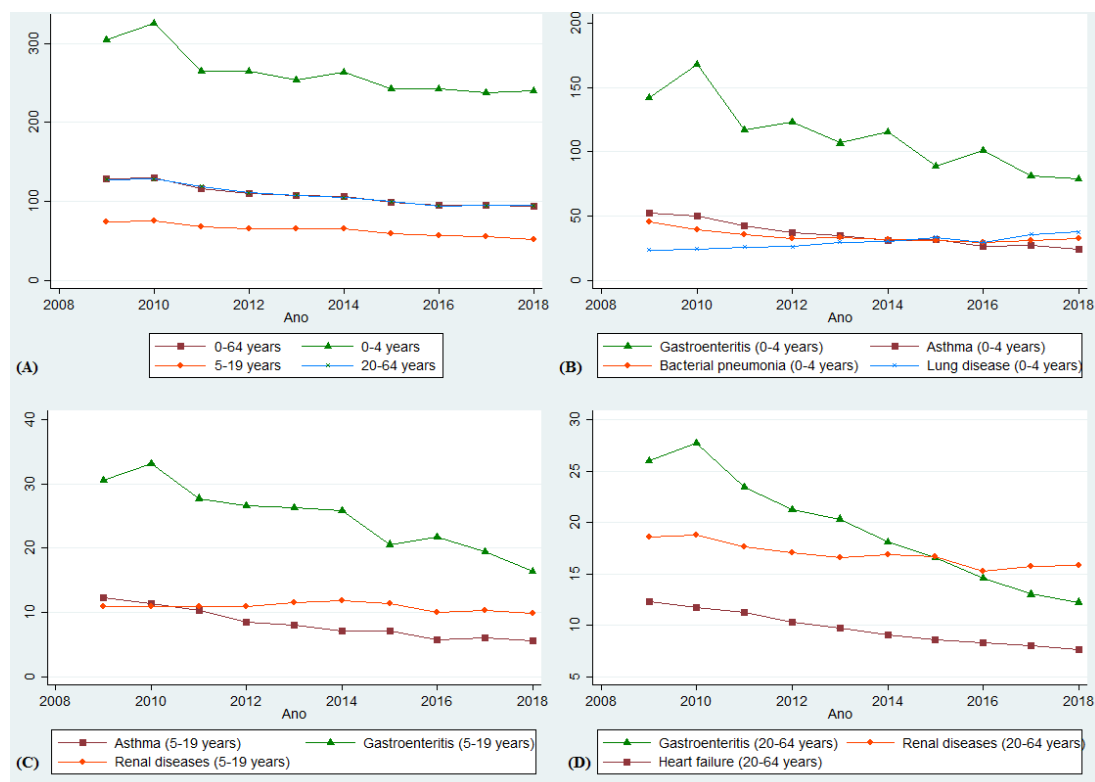 300
200
100
0
2008 2010 2012 2014 2016 2018
Ano
0-64 years 0-4 years
5-19 years 20-64 years
(A)
200
150
100
50
0
2008 2010 2012 2014 2016 2018
Ano
Gastroenteritis (0-4 years) Asthma (0-4 years)
Bacterial pneumonia (0-4 years) Lung disease (0-4 years)
(B)
40
30
20
10
0
2008 2010 2012 2014 2016 2018
Ano
Asthma (5-19 years) Gastroenteritis (5-19 years)
Renal diseases (5-19 years)
(C)
30
25
20
15
10
5
2008 2010 2012 2014 2016 2018
Ano
Gastroenteritis (20-64 years) Renal diseases (20-64 years)
Heart failure (20-64 years)
(D)